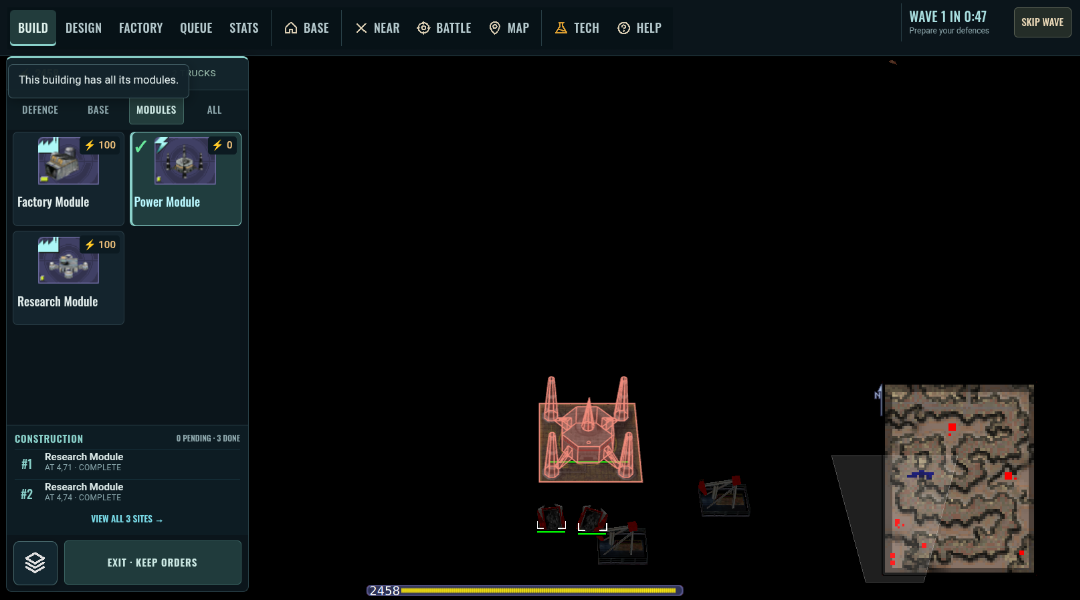 BUILD
DESIGN
FACTORY
QUEUE
STATS
BASE
NEAR
BATTLE
MAP
TECH
HELP
WAVE 1 IN 0:47
Prepare your defences
SKIP WAVE
This building has all its modules.
DEFENCE
BASE
MODULES
ALL
100
Factory Module
0
Power Module
100
Research Module
CONSTRUCTION
0 PENDING · 3 DONE
#1
Research Module
AT 4,71 · COMPLETE
#2
Research Module
AT 4,74 · COMPLETE
VIEW ALL 3 SITES →
EXIT · KEEP ORDERS
2458
N